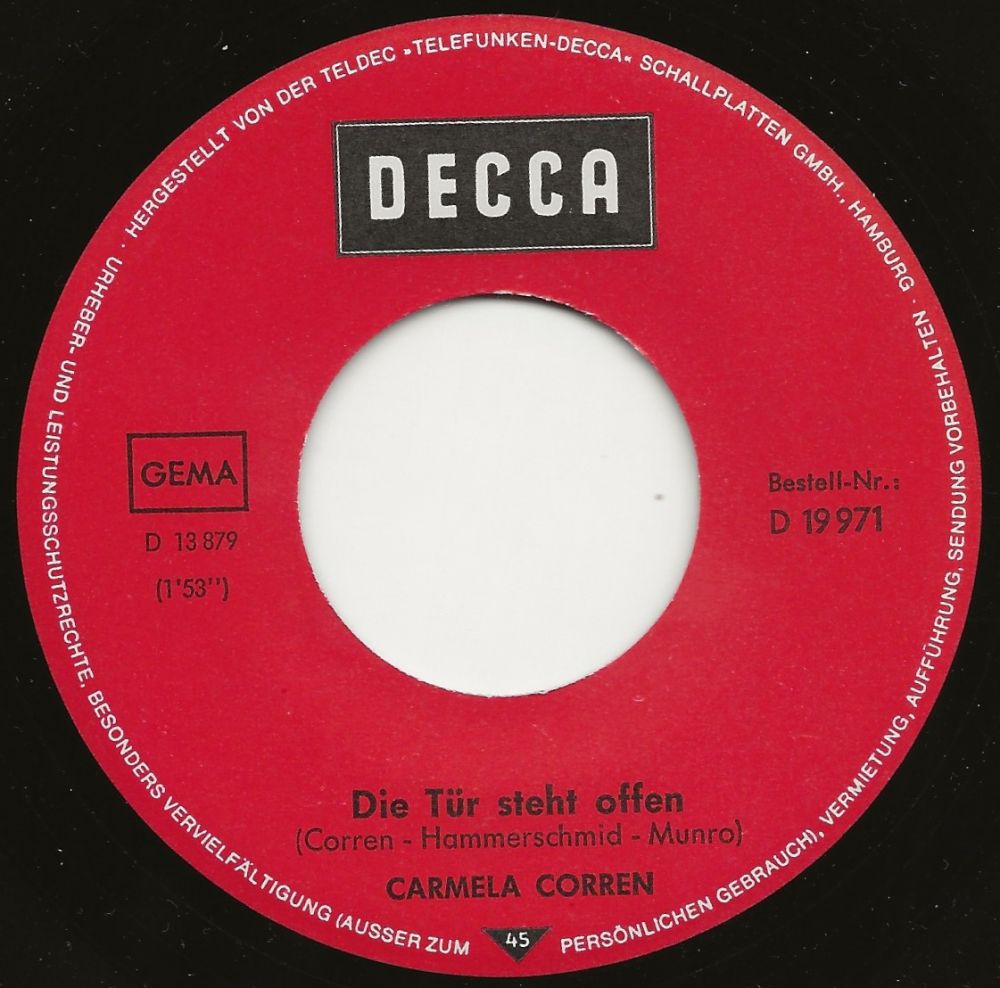 HERGESTELLT VON DER TELDEC »TELEFUNKEN-DECCA« SCHALLPLATTEN GMBH., HAMBURG · URHEBER- UND LEISTUNGSSCHUTZRECHTE, BESONDERS VERVIELFÄLTIGUNG (AUSSER ZUM PERSÖNLICHEN GEBRAUCH), VERMIETUNG, AUFFÜHRUNG, SENDUNG VORBEHALTEN ·
DECCA
GEMA
D 13 879
(1'53'')
Bestell-Nr.:
D 19 971
Die Tür steht offen
(Corren - Hammerschmid - Munro)
CARMELA CORREN
45